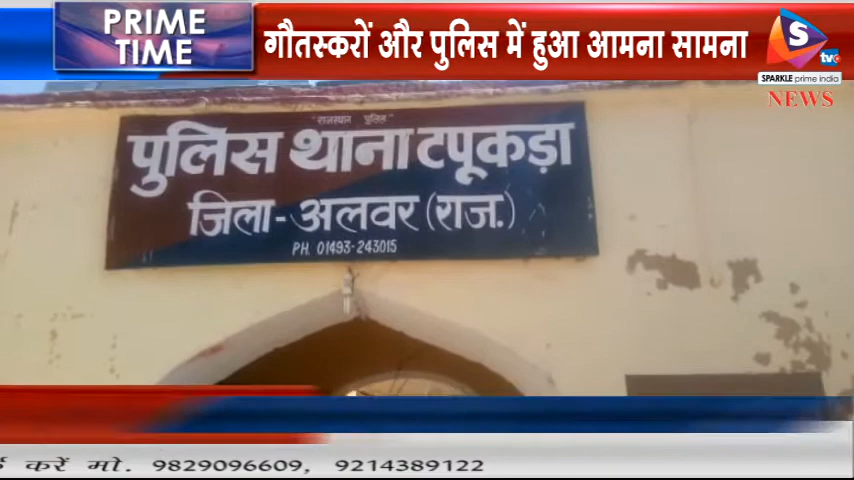 PRIME
TIME
गौतस्करों और पुलिस में हुआ आमना सामना
S
tv
SPARKLE prime india
NEWS
"राजस्थान पुलिस"
पुलिस थाना टपूकड़ा
जिला-अलवर (राज.)
PH. 01493-243015
करें मो. 9829096609, 9214389122